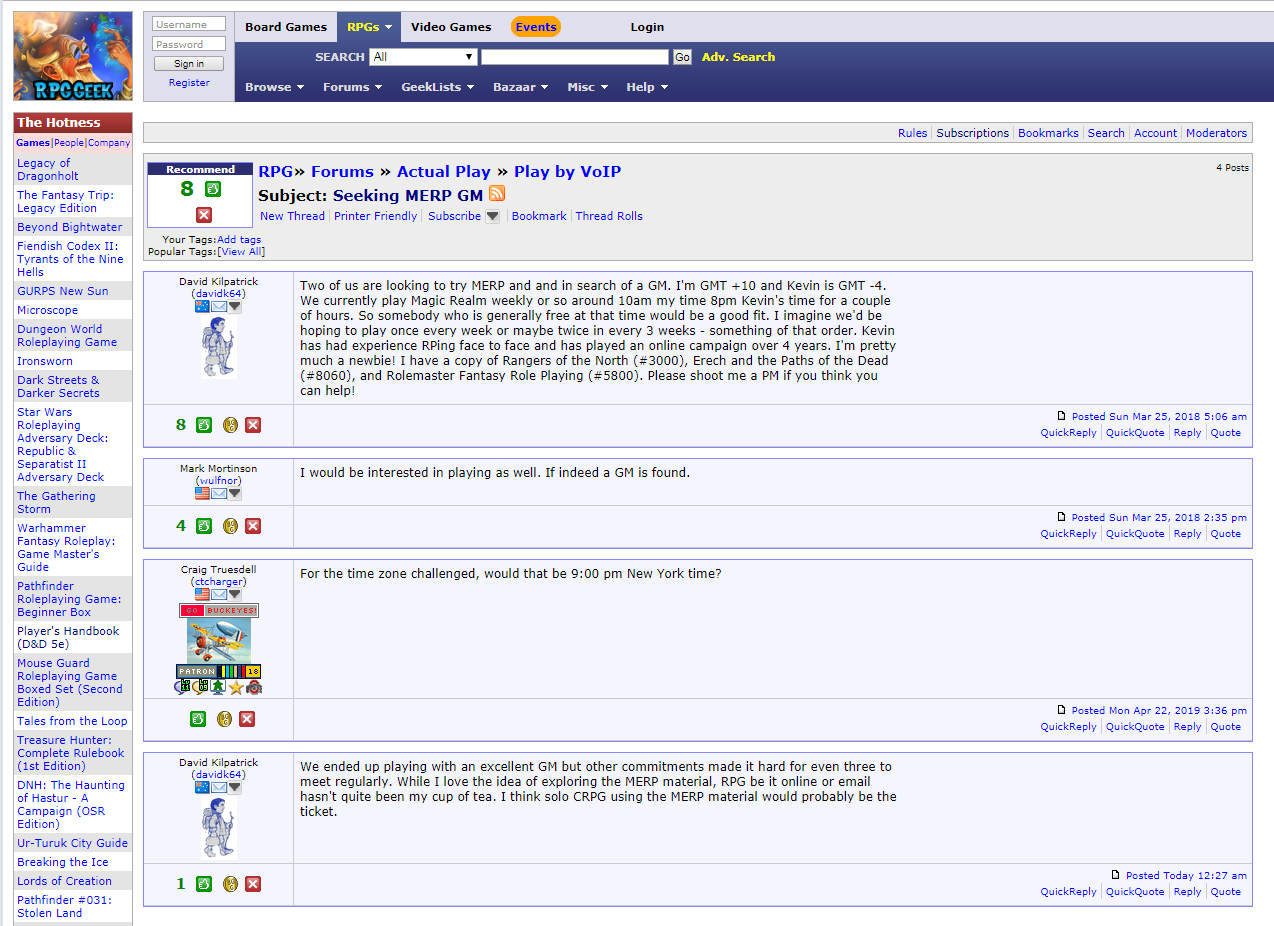 RPGGEEK
Username
Password
Sign in
Register
Board Games RPGs Video Games Events Login
SEARCH All Go Adv. Search
Browse Forums GeekLists Bazaar Misc Help
The Hotness
Games|People|Company
Legacy of
Dragonholt
The Fantasy Trip:
Legacy Edition
Beyond Bightwater
Fiendish Codex II:
Tyrants of the Nine
Hells
GURPS New Sun
Microscope
Dungeon World
Roleplaying Game
Ironsworn
Dark Streets &
Darker Secrets
Star Wars
Roleplaying
Adversary Deck:
Republic &
Separatist II
Adversary Deck
The Gathering
Storm
Warhammer
Fantasy Roleplay:
Game Master's
Guide
Pathfinder
Roleplaying Game:
Beginner Box
Player's Handbook
(D&D 5e)
Mouse Guard
Roleplaying Game
Boxed Set (Second
Edition)
Tales from the Loop
Treasure Hunter:
Complete Rulebook
(1st Edition)
DNH: The Haunting
of Hastur - A
Campaign (OSR
Edition)
Ur-Turuk City Guide
Breaking the Ice
Lords of Creation
Pathfinder #031:
Stolen Land
Rules Subscriptions Bookmarks Search Account Moderators
Recommend
8
RPG» Forums » Actual Play » Play by VoIP
4 Posts
Subject: Seeking MERP GM
New Thread Printer Friendly Subscribe Bookmark Thread Rolls
Your Tags:Add tags
Popular Tags:[View All]
David Kilpatrick
(davidk64)
Two of us are looking to try MERP and and in search of a GM. I'm GMT +10 and Kevin is GMT -4.
We currently play Magic Realm weekly or so around 10am my time 8pm Kevin's time for a couple
of hours. So somebody who is generally free at that time would be a good fit. I imagine we'd be
hoping to play once every week or maybe twice in every 3 weeks - something of that order. Kevin
has had experience RPing face to face and has played an online campaign over 4 years. I'm pretty
much a newbie! I have a copy of Rangers of the North (#3000), Erech and the Paths of the Dead
(#8060), and Rolemaster Fantasy Role Playing (#5800). Please shoot me a PM if you think you
can help!
8
Posted Sun Mar 25, 2018 5:06 am
QuickReply QuickQuote Reply Quote
Mark Mortinson
(wulfnor)
I would be interested in playing as well. If indeed a GM is found.
4
Posted Sun Mar 25, 2018 2:35 pm
QuickReply QuickQuote Reply Quote
Craig Truesdell
(ctcharger)
GO BUCKEYES!
PATRON 18
For the time zone challenged, would that be 9:00 pm New York time?
Posted Mon Apr 22, 2019 3:36 pm
QuickReply QuickQuote Reply Quote
David Kilpatrick
(davidk64)
We ended up playing with an excellent GM but other commitments made it hard for even three to
meet regularly. While I love the idea of exploring the MERP material, RPG be it online or email
hasn't quite been my cup of tea. I think solo CRPG using the MERP material would probably be the
ticket.
1
Posted Today 12:27 am
QuickReply QuickQuote Reply Quote